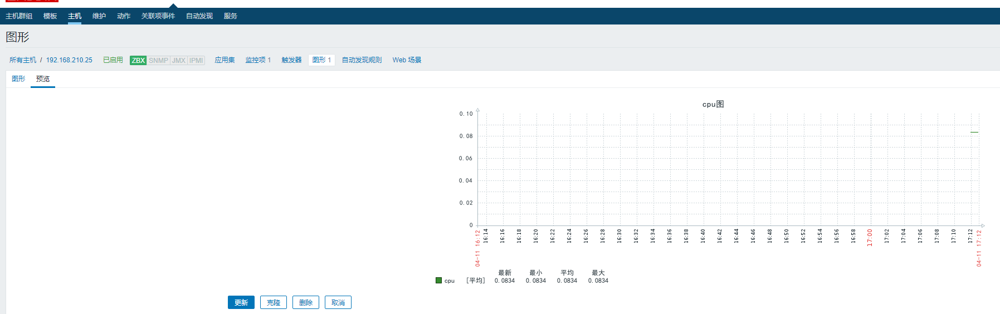 主机群组 模板 主机 维护 动作 关联项事件 自动发现 服务
图形
所有主机 / 192.168.210.25 已启用 ZBX SNMP JMX IPMI 应用集 监控项 1 触发器 图形 1 自动发现规则 Web 场景
图形 预览
cpu图
0.10
0.08
0.06
0.04
0.02
0
04-11 16:12 16:14 16:16 16:18 16:20 16:22 16:24 16:26 16:28 16:30 16:32 16:34 16:36 16:38 16:40 16:42 16:44 16:46 16:48 16:50 16:52 16:54 16:56 16:58 17:00 17:02 17:04 17:06 17:08 17:10 17:12 04-11 17:12
最新 最小 平均 最大
cpu [平均] 0.0834 0.0834 0.0834 0.0834
更新 克隆 删除 取消